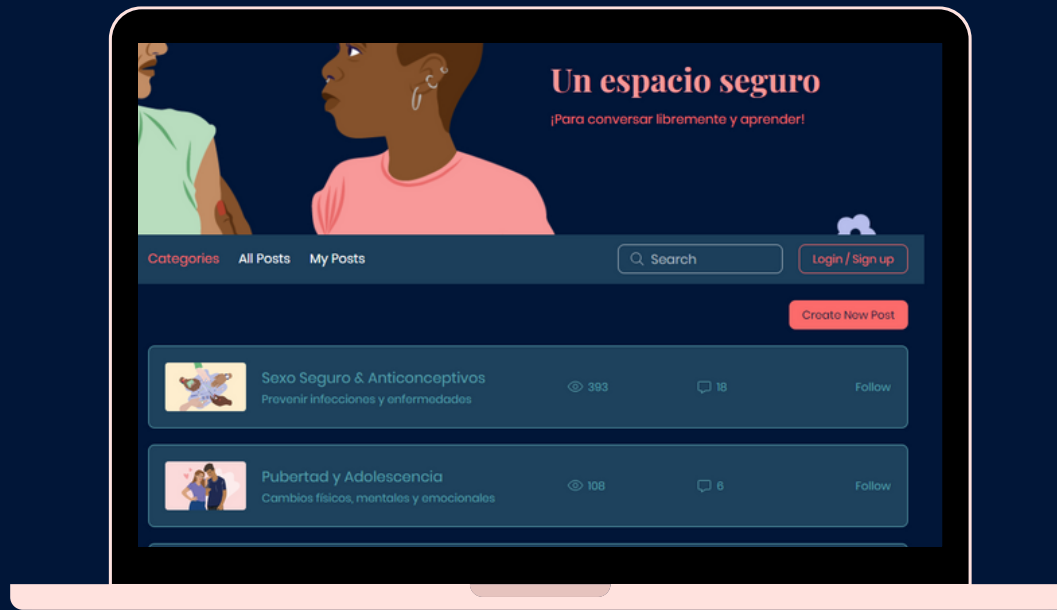 Un espacio seguro
¡Para conversar libremente y aprender!
Categories All Posts My Posts Search Login / Sign up
Create New Post
Sexo Seguro & Anticonceptivos
Prevenir infecciones y enfermedades
393 18 Follow
Pubertad y Adolescencia
Cambios físicos, mentales y emocionales
108 6 Follow